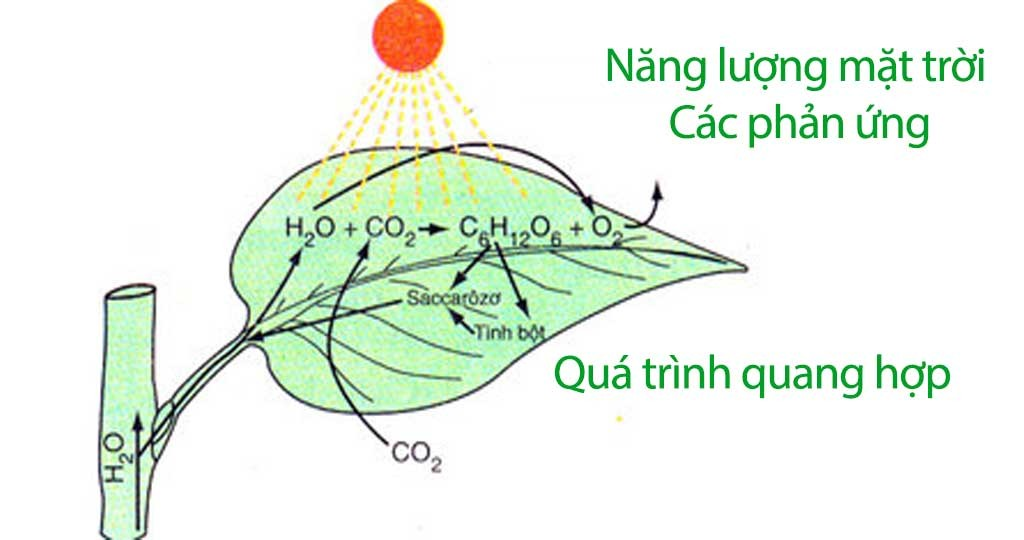 Năng lượng mặt trời
Các phản ứng
H₂O + CO₂ → C₆H₁₂O₆ + O₂
Saccarôzơ
Tinh bột
Quá trình quang hợp
H₂O
CO₂